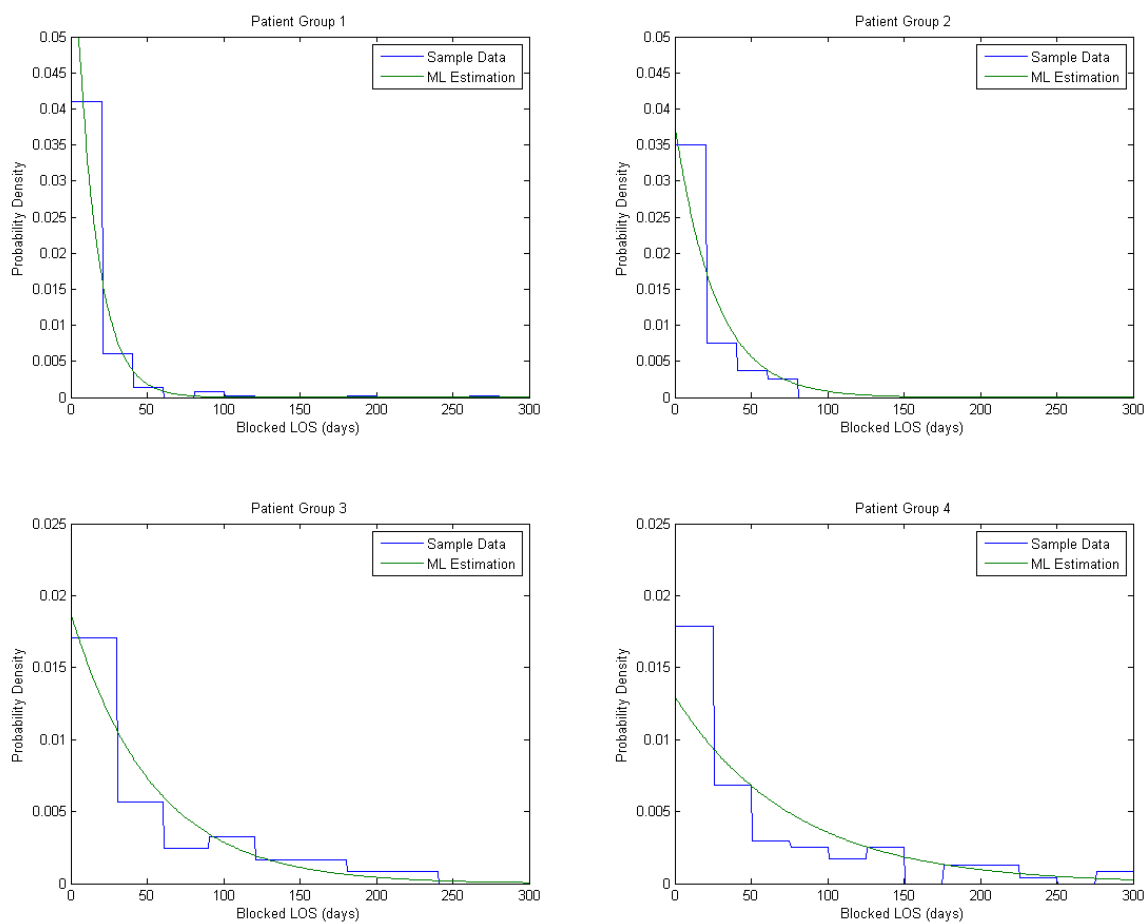 Patient Group 1
0.05
0.045
0.04
0.035
0.03
0.025
0.02
0.015
0.01
0.005
0
Probability Density
Sample Data
ML Estimation
0 50 100 150 200 250 300
Blocked LOS (days)
Patient Group 2
0.05
0.045
0.04
0.035
0.03
0.025
0.02
0.015
0.01
0.005
0
Probability Density
Sample Data
ML Estimation
0 50 100 150 200 250 300
Blocked LOS (days)
Patient Group 3
0.025
0.02
0.015
0.01
0.005
0
Probability Density
Sample Data
ML Estimation
0 50 100 150 200 250 300
Blocked LOS (days)
Patient Group 4
0.025
0.02
0.015
0.01
0.005
0
Probability Density
Sample Data
ML Estimation
0 50 100 150 200 250 300
Blocked LOS (days)